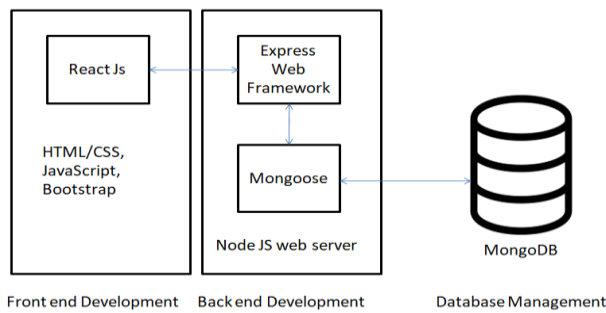 React Js
HTML/CSS,
JavaScript,
Bootstrap
Express
Web
Framework
Mongoose
Node JS web server
MongoDB
Front end Development
Back end Development
Database Management